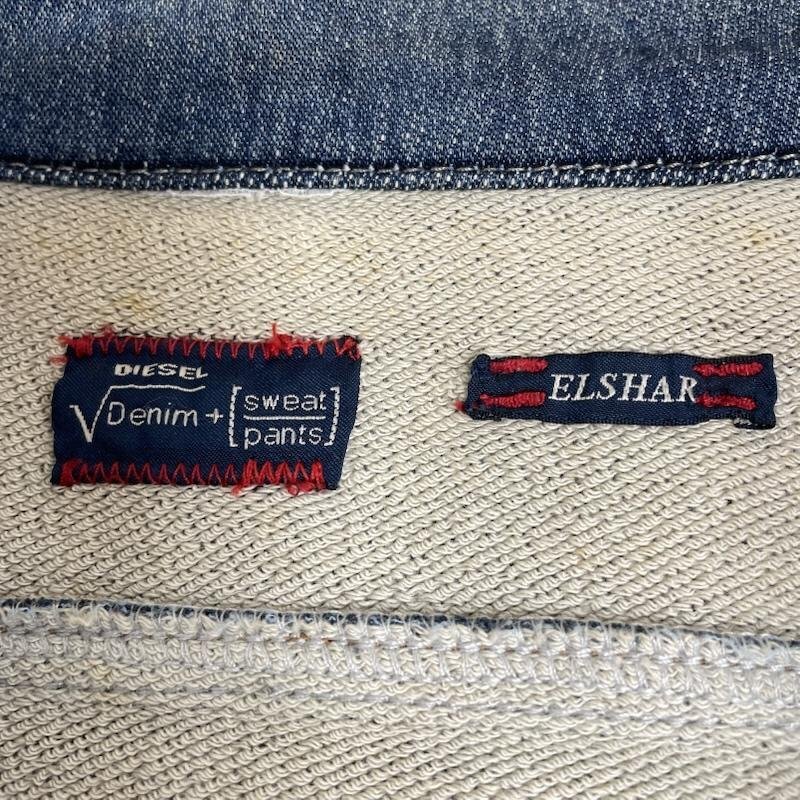 DIESEL
√Denim + [sweat
pants]
ELSHAR